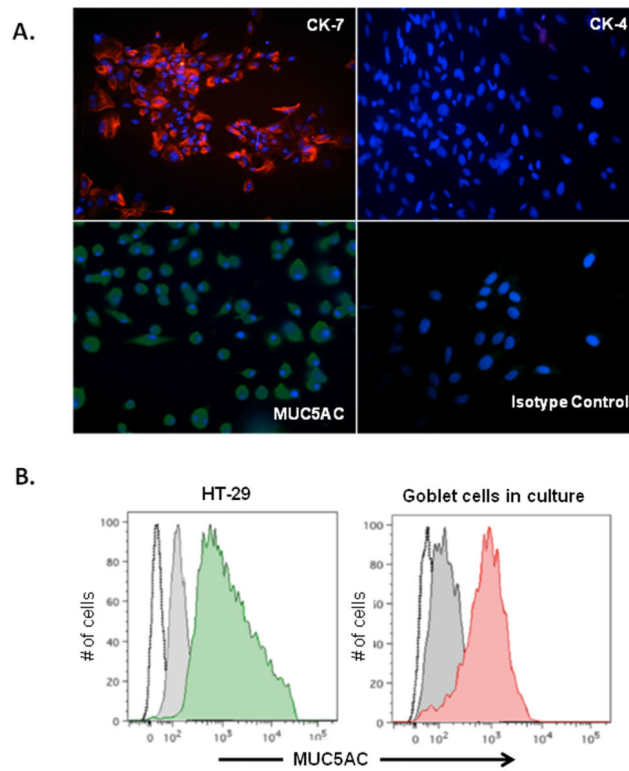 A.
CK-7
CK-4
MUC5AC
Isotype Control
B.
HT-29
Goblet cells in culture
# of cells
100
80
60
40
20
0
0 10² 10³ 10⁴ 10⁵
# of cells
100
80
60
40
20
0
0 10² 10³ 10⁴ 10⁵
MUC5AC